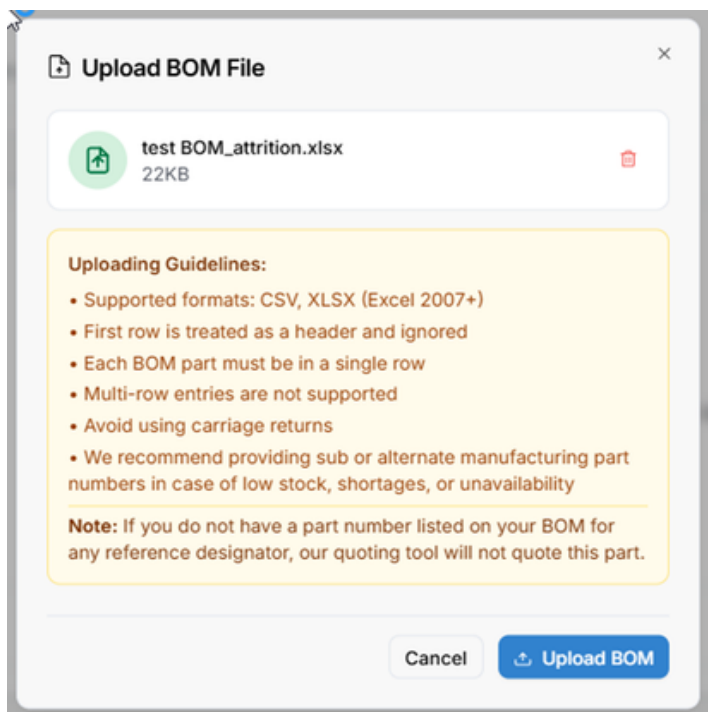 Upload BOM File
test BOM_attrition.xlsx
22KB
Uploading Guidelines:
• Supported formats: CSV, XLSX (Excel 2007+)
• First row is treated as a header and ignored
• Each BOM part must be in a single row
• Multi-row entries are not supported
• Avoid using carriage returns
• We recommend providing sub or alternate manufacturing part
numbers in case of low stock, shortages, or unavailability
Note: If you do not have a part number listed on your BOM for
any reference designator, our quoting tool will not quote this part.
Cancel
Upload BOM